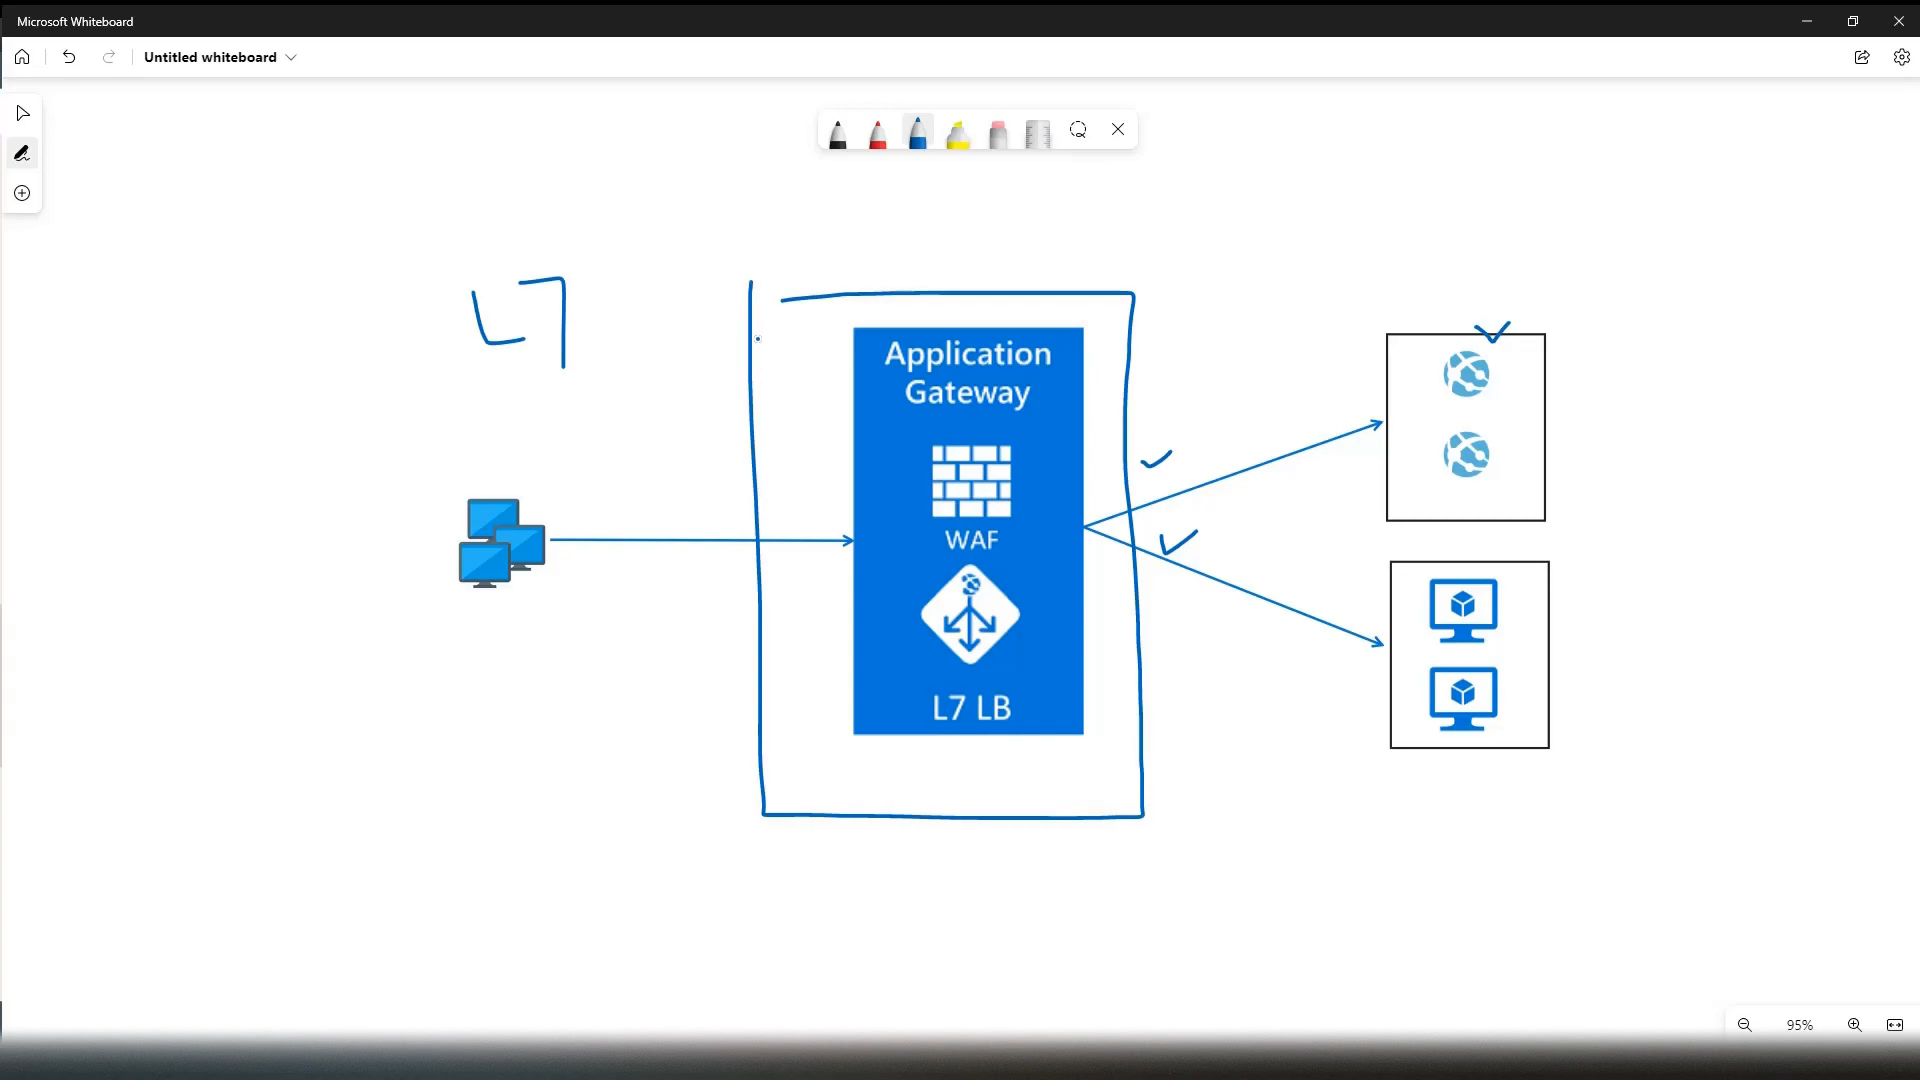 Microsoft Whiteboard
Untitled whiteboard
L7
Application
Gateway
WAF
L7 LB
95%